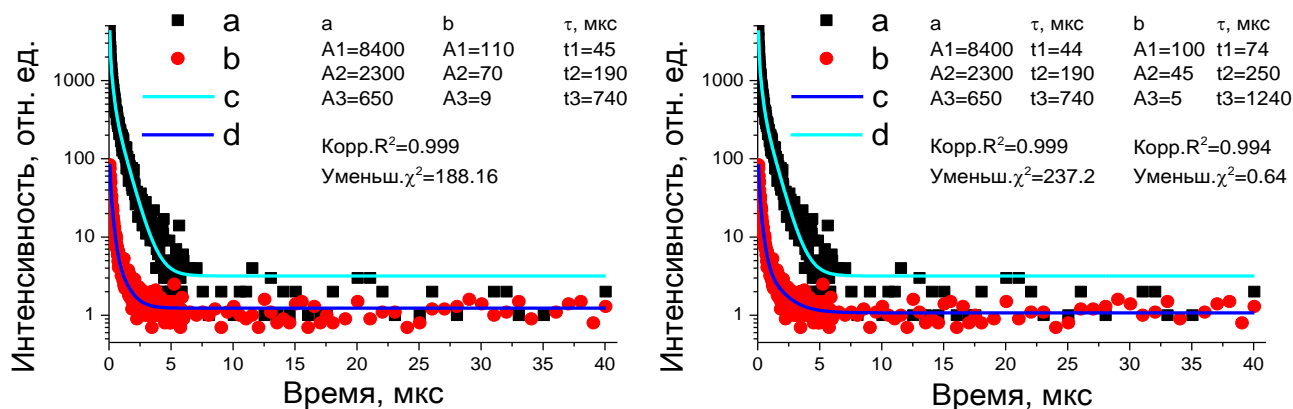 a a b τ, мкс
b A1=8400 A1=110 t1=45
A2=2300 A2=70 t2=190
c A3=650 A3=9 t3=740
d Корр.R²=0.999
Уменьш.χ²=188.16
Интенсивность, отн. ед.
1000
100
10
1
0 5 10 15 20 25 30 35 40
Время, мкс
a a τ, мкс b τ, мкс
b A1=8400 t1=44 A1=100 t1=74
A2=2300 t2=190 A2=45 t2=250
c A3=650 t3=740 A3=5 t3=1240
d Корр.R²=0.999 Корр.R²=0.994
Уменьш.χ²=237.2 Уменьш.χ²=0.64
Интенсивность, отн. ед.
1000
100
10
1
0 5 10 15 20 25 30 35 40
Время, мкс